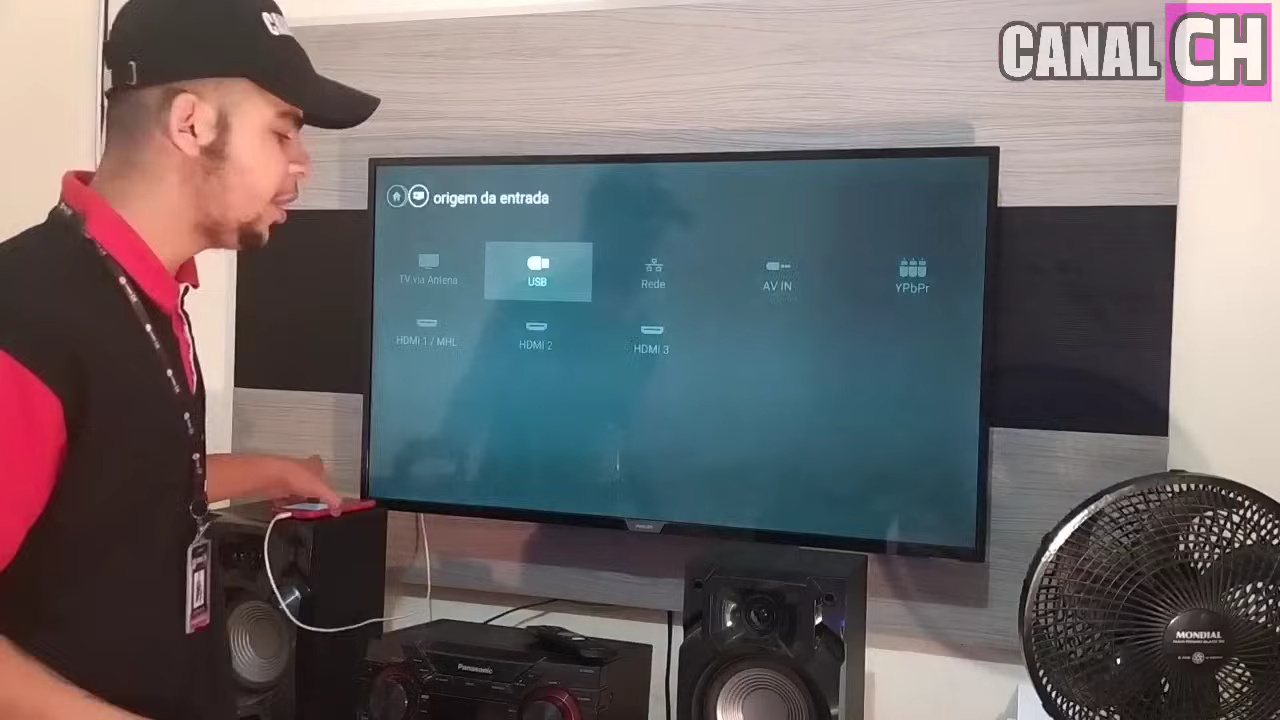 CANAL CH
origem da entrada
TV via Antena
USB
Rede
AV IN
YPbPr
HDMI 1 / MHL
HDMI 2
HDMI 3
PHILIPS
Panasonic
MONDIAL